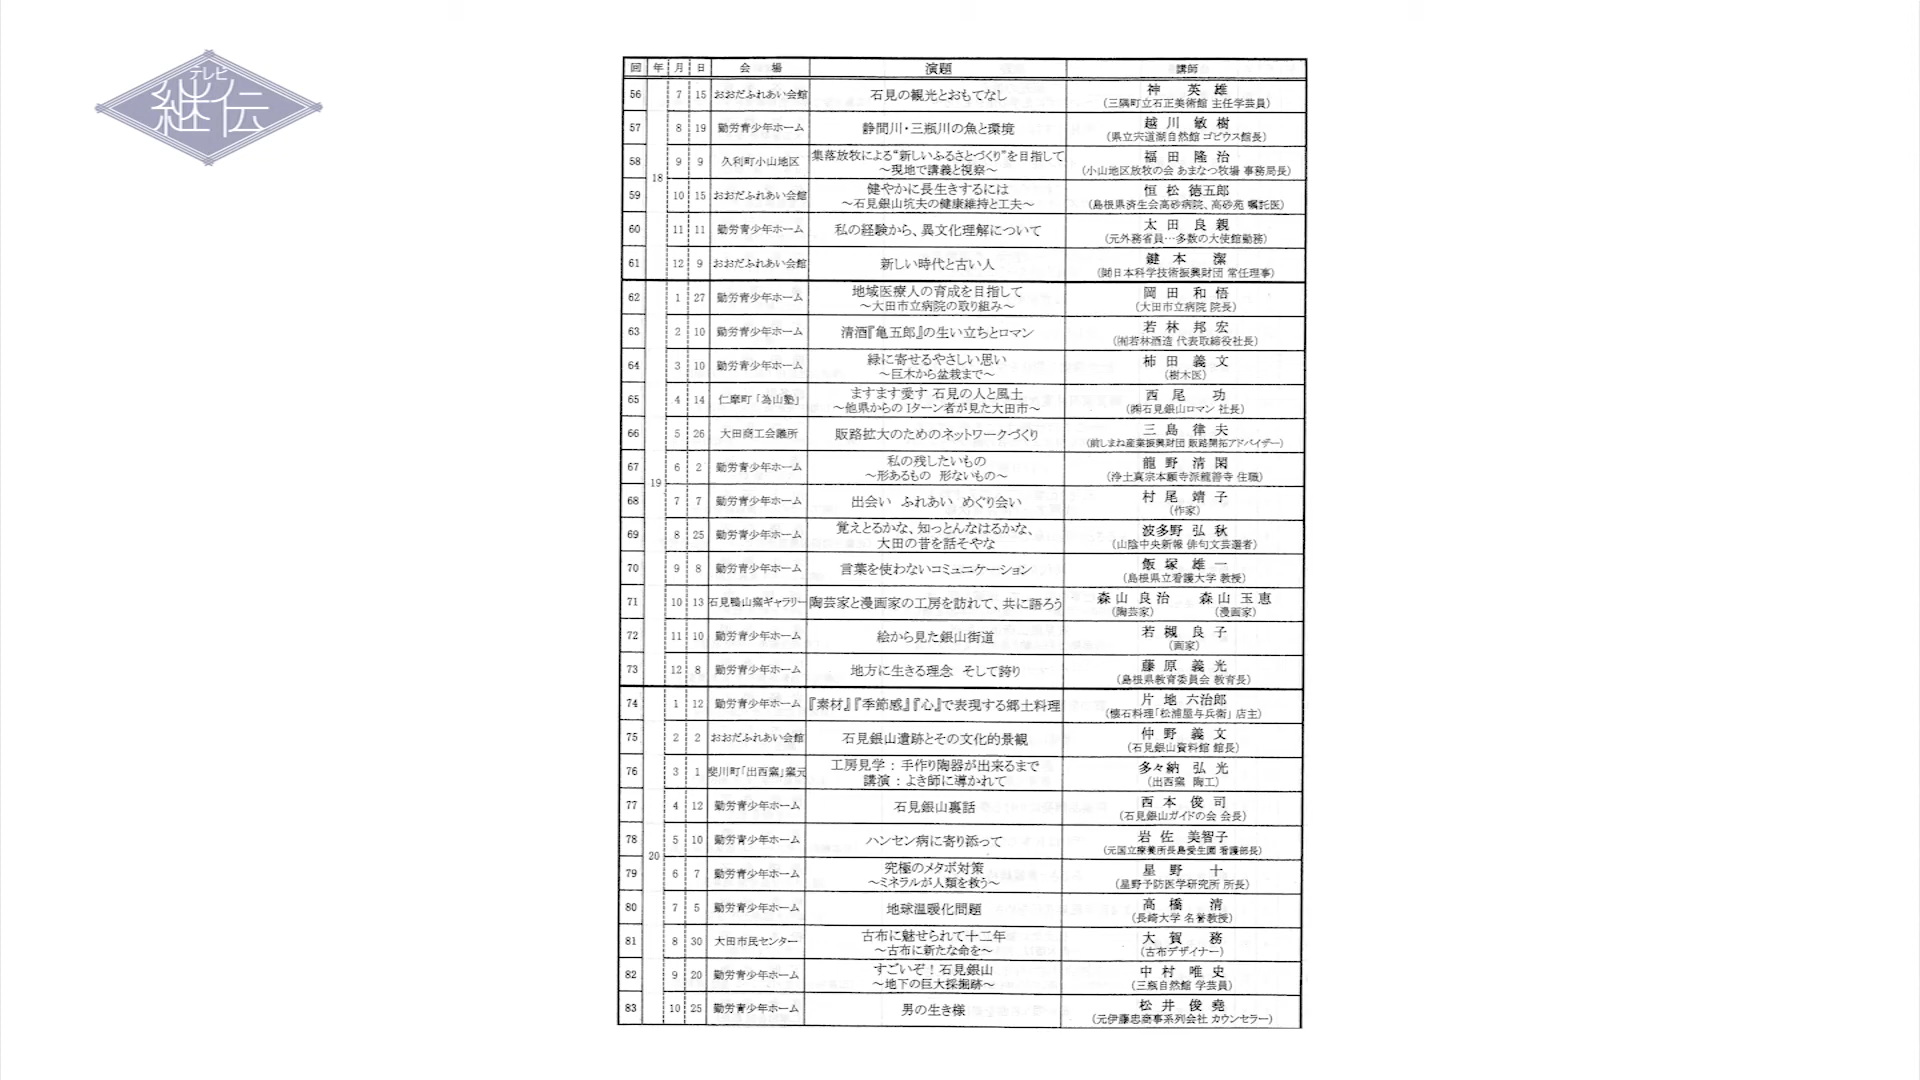 テレビ
継伝
回 年 月 日 会場 演題 講師
56 7 15 おおだふれあい会館 石見の観光とおもてなし 神 英雄
(三隅町立石正美術館 主任学芸員)
57 8 19 勤労青少年ホーム 静間川・三瓶川の魚と環境 越川 敏樹
(県立宍道湖自然館 ゴビウス館長)
58 9 9 久利町小山地区 集落放牧による“新しいふるさとづくり”を目指して 福田 隆治
～現地で講義と視察～ (小山地区放牧の会 あまなつ牧場 事務局長)
18
59 10 15 おおだふれあい会館 健やかに長生きするには 恒松 徳五郎
～石見銀山坑夫の健康維持と工夫～ (島根県済生会高砂病院、高砂苑 嘱託医)
60 11 11 勤労青少年ホーム 私の経験から、異文化理解について 太田 良親
(元外務省員…多数の大使館勤務)
61 12 9 おおだふれあい会館 新しい時代と古い人 鍵本 潔
(㈶日本科学技術振興財団 常任理事)
62 1 27 勤労青少年ホーム 地域医療人の育成を目指して 岡田 和悟
～大田市立病院の取り組み～ (大田市立病院 院長)
63 2 10 勤労青少年ホーム 清酒『亀五郎』の生い立ちとロマン 若林 邦宏
(㈲若林酒造 代表取締役社長)
64 3 10 勤労青少年ホーム 緑に寄せるやさしい思い 柿田 義文
～巨木から盆栽まで～ (樹木医)
65 4 14 仁摩町「為山塾」 ますます愛す 石見の人と風土 西尾 功
～他県からのIターン者が見た大田市～ (㈱石見銀山ロマン 社長)
66 5 26 大田商工会議所 販路拡大のためのネットワークづくり 三島 律夫
(前しまね産業振興財団 販路開拓アドバイザー)
67 6 2 勤労青少年ホーム 私の残したいもの 龍野 清閑
～形あるもの 形ないもの～ (浄土真宗本願寺派龍善寺 住職)
19
68 7 7 勤労青少年ホーム 出会い ふれあい めぐり会い 村尾 靖子
(作家)
69 8 25 勤労青少年ホーム 覚えとるかな、知っとんなはるかな、 波多野 弘秋
大田の昔を話そやな (山陰中央新報 俳句文芸選者)
70 9 8 勤労青少年ホーム 言葉を使わないコミュニケーション 飯塚 雄一
(島根県立看護大学 教授)
71 10 13 石見鴨山窯ギャラリー 陶芸家と漫画家の工房を訪れて、共に語ろう 森山 良治 森山 玉恵
(陶芸家) (漫画家)
72 11 10 勤労青少年ホーム 絵から見た銀山街道 若槻 良子
(画家)
73 12 8 勤労青少年ホーム 地方に生きる理念 そして誇り 藤原 義光
(島根県教育委員会 教育長)
74 1 12 勤労青少年ホーム 『素材』『季節感』『心』で表現する郷土料理 片地 六治郎
(懐石料理「松浦屋与兵衛」店主)
75 2 2 おおだふれあい会館 石見銀山遺跡とその文化的景観 仲野 義文
(石見銀山資料館 館長)
76 3 1 斐川町「出西窯」窯元 工房見学:手作り陶器が出来るまで 多々納 弘光
講演:よき師に導かれて (出西窯 陶工)
77 4 12 勤労青少年ホーム 石見銀山裏話 西本 俊司
(石見銀山ガイドの会 会長)
78 5 10 勤労青少年ホーム ハンセン病に寄り添って 岩佐 美智子
(元国立療養所長島愛生園 看護師長)
20
79 6 7 勤労青少年ホーム 究極のメタボ対策 星野 十
～ミネラルが人類を救う～ (星野予防医学研究所 所長)
80 7 5 勤労青少年ホーム 地球温暖化問題 高橋 清
(長崎大学 名誉教授)
81 8 30 大田市民センター 古布に魅せられて十二年 大賀 務
～古布に新たな命を～ (古布デザイナー)
82 9 20 勤労青少年ホーム すごいぞ!石見銀山 中村 唯史
～地下の巨大採掘跡～ (三瓶自然館 学芸員)
83 10 25 勤労青少年ホーム 男の生き様 松井 俊堯
(元伊藤忠商事系列会社 カウンセラー)